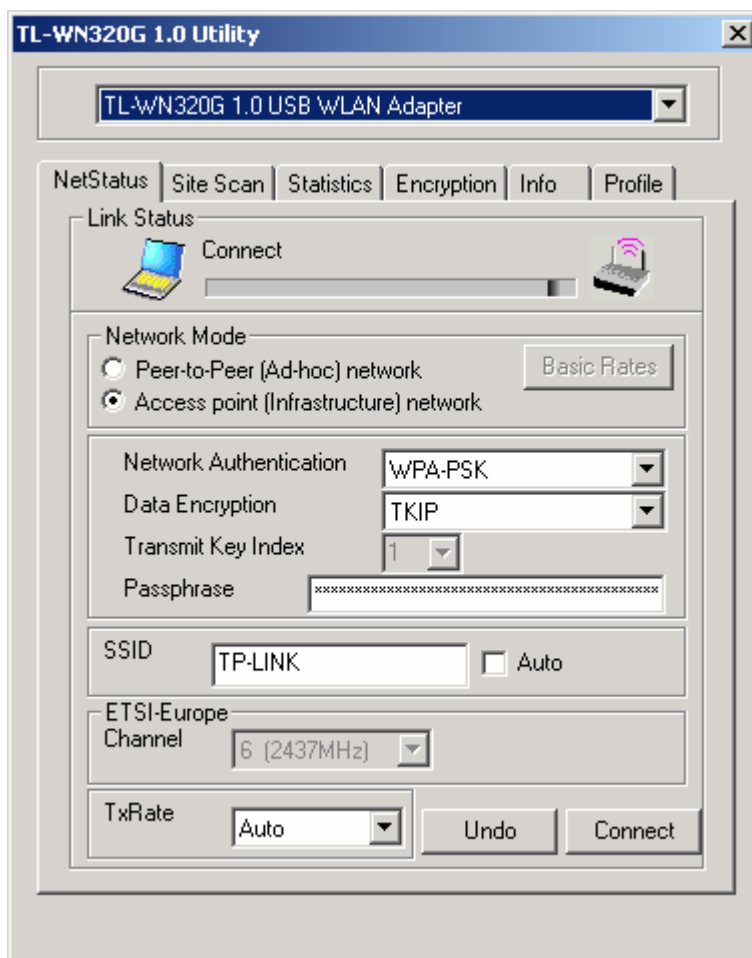 TL-WN320G 1.0 Utility
TL-WN320G 1.0 USB WLAN Adapter
NetStatus Site Scan Statistics Encryption Info Profile
Link Status
Connect
Network Mode
Peer-to-Peer (Ad-hoc) network
Basic Rates
Access point (Infrastructure) network
Network Authentication WPA-PSK
Data Encryption TKIP
Transmit Key Index 1
Passphrase ********************************************
SSID TP-LINK Auto
ETSI-Europe
Channel 6 (2437MHz)
TxRate Auto Undo Connect